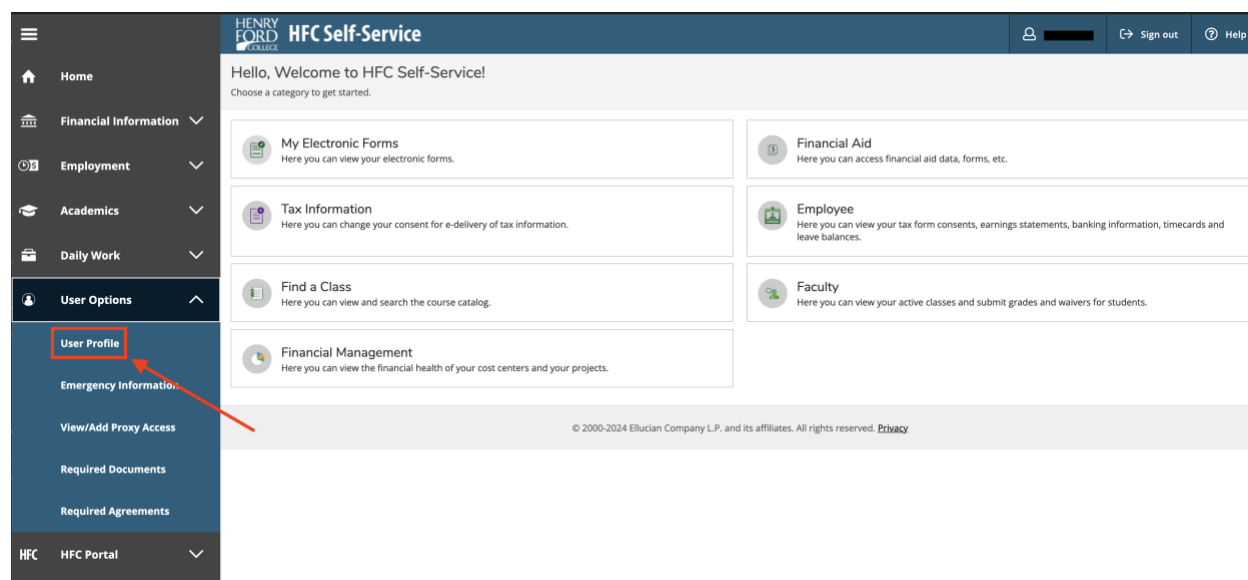 HENRY
FORD
COLLEGE
HFC Self-Service
Sign out
Help
Home
Financial Information
Employment
Academics
Daily Work
User Options
User Profile
Emergency Information
View/Add Proxy Access
Required Documents
Required Agreements
HFC
HFC Portal
Hello, Welcome to HFC Self-Service!
Choose a category to get started.
My Electronic Forms
Here you can view your electronic forms.
Financial Aid
Here you can access financial aid data, forms, etc.
Tax Information
Here you can change your consent for e-delivery of tax information.
Employee
Here you can view your tax form consents, earnings statements, banking information, timecards and
leave balances.
Find a Class
Here you can view and search the course catalog.
Faculty
Here you can view your active classes and submit grades and waivers for students.
Financial Management
Here you can view the financial health of your cost centers and your projects.
© 2000-2024 Ellucian Company L.P. and its affiliates. All rights reserved. Privacy